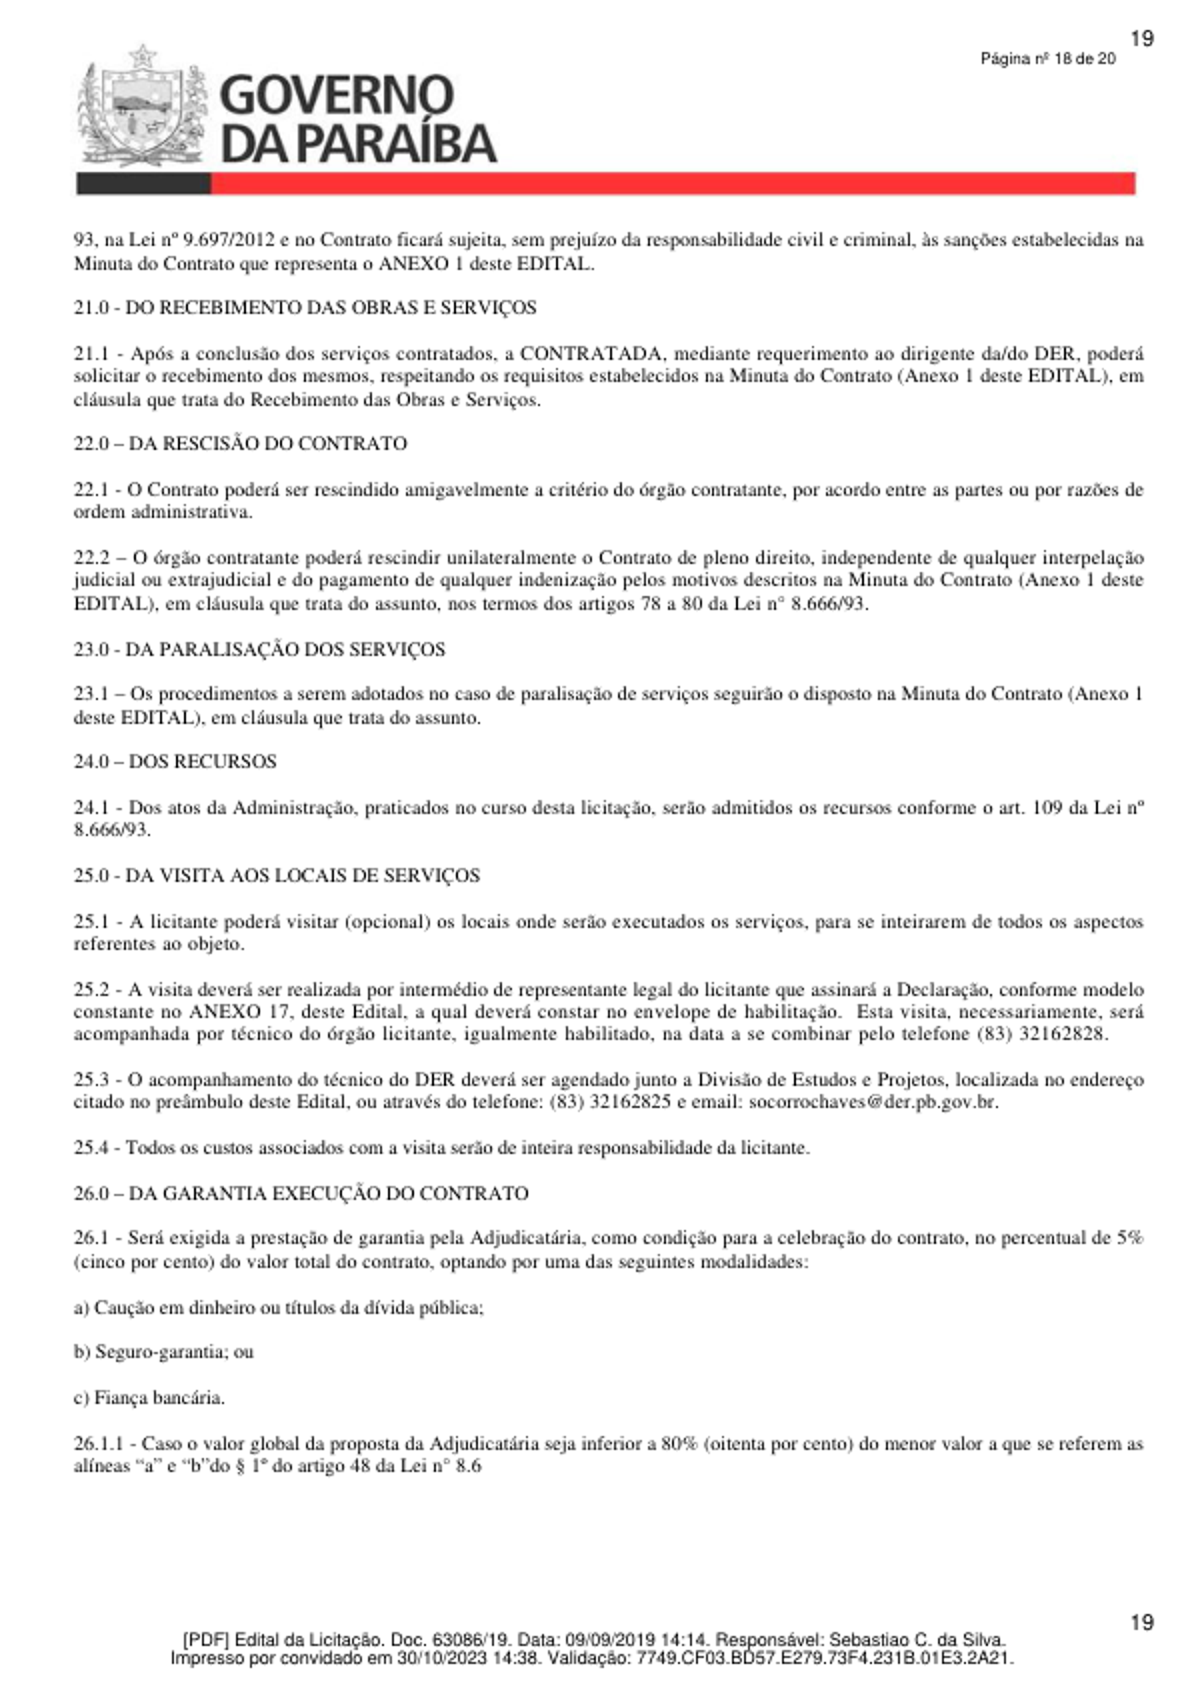 19
Página nº 18 de 20
GOVERNO
DA PARAÍBA
93, na Lei nº 9.697/2012 e no Contrato ficará sujeita, sem prejuízo da responsabilidade civil e criminal, às sanções estabelecidas na
Minuta do Contrato que representa o ANEXO 1 deste EDITAL.
21.0 - DO RECEBIMENTO DAS OBRAS E SERVIÇOS
21.1 - Após a conclusão dos serviços contratados, a CONTRATADA, mediante requerimento ao dirigente da/do DER, poderá
solicitar o recebimento dos mesmos, respeitando os requisitos estabelecidos na Minuta do Contrato (Anexo 1 deste EDITAL), em
cláusula que trata do Recebimento das Obras e Serviços.
22.0 – DA RESCISÃO DO CONTRATO
22.1 - O Contrato poderá ser rescindido amigavelmente a critério do órgão contratante, por acordo entre as partes ou por razões de
ordem administrativa.
22.2 – O órgão contratante poderá rescindir unilateralmente o Contrato de pleno direito, independente de qualquer interpelação
judicial ou extrajudicial e do pagamento de qualquer indenização pelos motivos descritos na Minuta do Contrato (Anexo 1 deste
EDITAL), em cláusula que trata do assunto, nos termos dos artigos 78 a 80 da Lei n° 8.666/93.
23.0 - DA PARALISAÇÃO DOS SERVIÇOS
23.1 – Os procedimentos a serem adotados no caso de paralisação de serviços seguirão o disposto na Minuta do Contrato (Anexo 1
deste EDITAL), em cláusula que trata do assunto.
24.0 – DOS RECURSOS
24.1 - Dos atos da Administração, praticados no curso desta licitação, serão admitidos os recursos conforme o art. 109 da Lei nº
8.666/93.
25.0 - DA VISITA AOS LOCAIS DE SERVIÇOS
25.1 - A licitante poderá visitar (opcional) os locais onde serão executados os serviços, para se inteirarem de todos os aspectos
referentes ao objeto.
25.2 - A visita deverá ser realizada por intermédio de representante legal do licitante que assinará a Declaração, conforme modelo
constante no ANEXO 17, deste Edital, a qual deverá constar no envelope de habilitação. Esta visita, necessariamente, será
acompanhada por técnico do órgão licitante, igualmente habilitado, na data a se combinar pelo telefone (83) 32162828.
25.3 - O acompanhamento do técnico do DER deverá ser agendado junto a Divisão de Estudos e Projetos, localizada no endereço
citado no preâmbulo deste Edital, ou através do telefone: (83) 32162825 e email: socorrochaves@der.pb.gov.br.
25.4 - Todos os custos associados com a visita serão de inteira responsabilidade da licitante.
26.0 – DA GARANTIA EXECUÇÃO DO CONTRATO
26.1 - Será exigida a prestação de garantia pela Adjudicatária, como condição para a celebração do contrato, no percentual de 5%
(cinco por cento) do valor total do contrato, optando por uma das seguintes modalidades:
a) Caução em dinheiro ou títulos da dívida pública;
b) Seguro-garantia; ou
c) Fiança bancária.
26.1.1 - Caso o valor global da proposta da Adjudicatária seja inferior a 80% (oitenta por cento) do menor valor a que se referem as
alíneas “a” e “b”do § 1º do artigo 48 da Lei n° 8.6
19
[PDF] Edital da Licitação. Doc. 63086/19. Data: 09/09/2019 14:14. Responsável: Sebastiao C. da Silva.
Impresso por convidado em 30/10/2023 14:38. Validação: 7749.CF03.BD57.E279.73F4.231B.01E3.2A21.